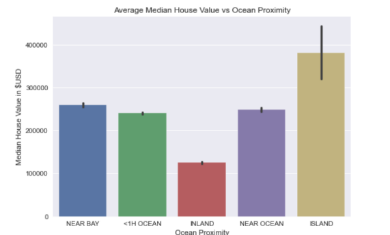 Average Median House Value vs Ocean Proximity
Median House Value in $USD
400000
300000
200000
100000
0
NEAR BAY
<1H OCEAN
INLAND
NEAR OCEAN
ISLAND
Ocean Proximity